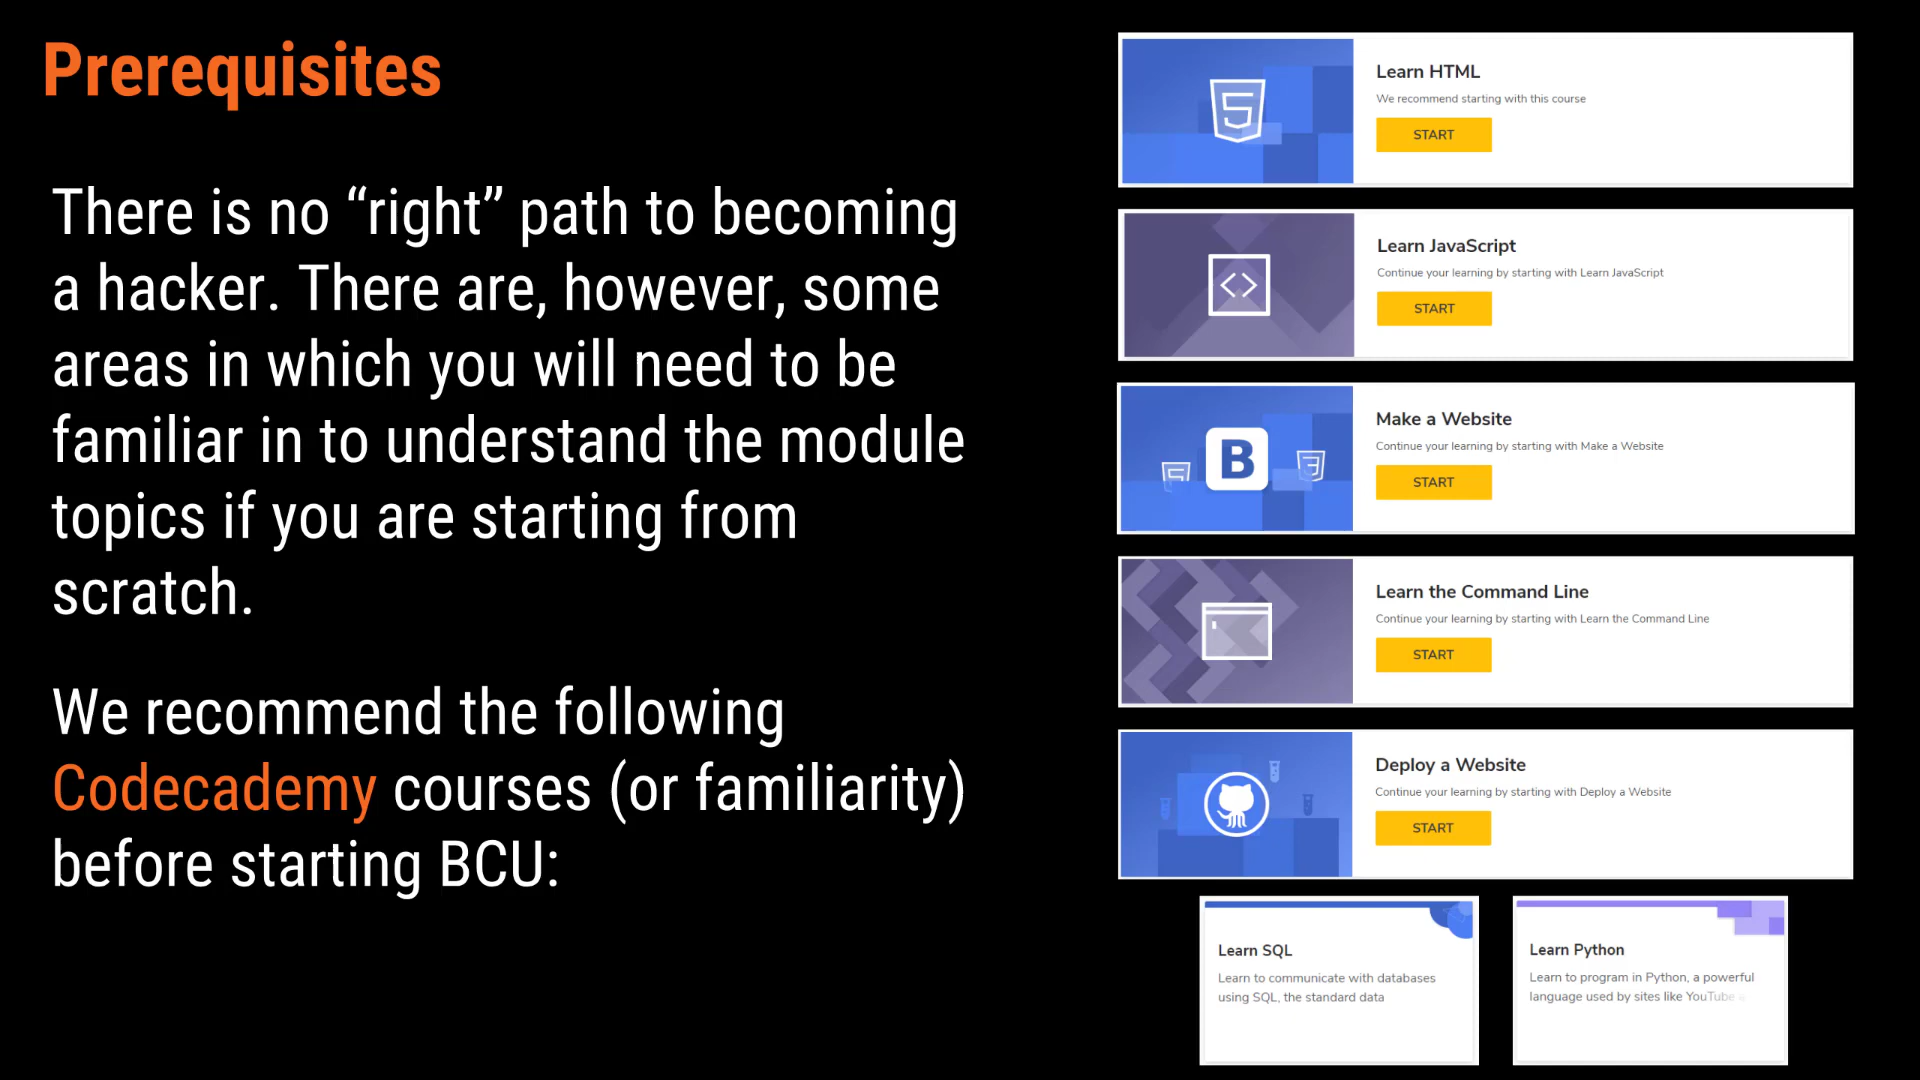 Prerequisites
There is no “right” path to becoming
a hacker. There are, however, some
areas in which you will need to be
familiar in to understand the module
topics if you are starting from
scratch.
We recommend the following
Codecademy courses (or familiarity)
before starting BCU:
Learn HTML
We recommend starting with this course
START
Learn JavaScript
Continue your learning by starting with Learn JavaScript
START
B
Make a Website
Continue your learning by starting with Make a Website
START
Learn the Command Line
Continue your learning by starting with Learn the Command Line
START
Deploy a Website
Continue your learning by starting with Deploy a Website
START
Learn SQL
Learn to communicate with databases
using SQL, the standard data
Learn Python
Learn to program in Python, a powerful
language used by sites like YouTube